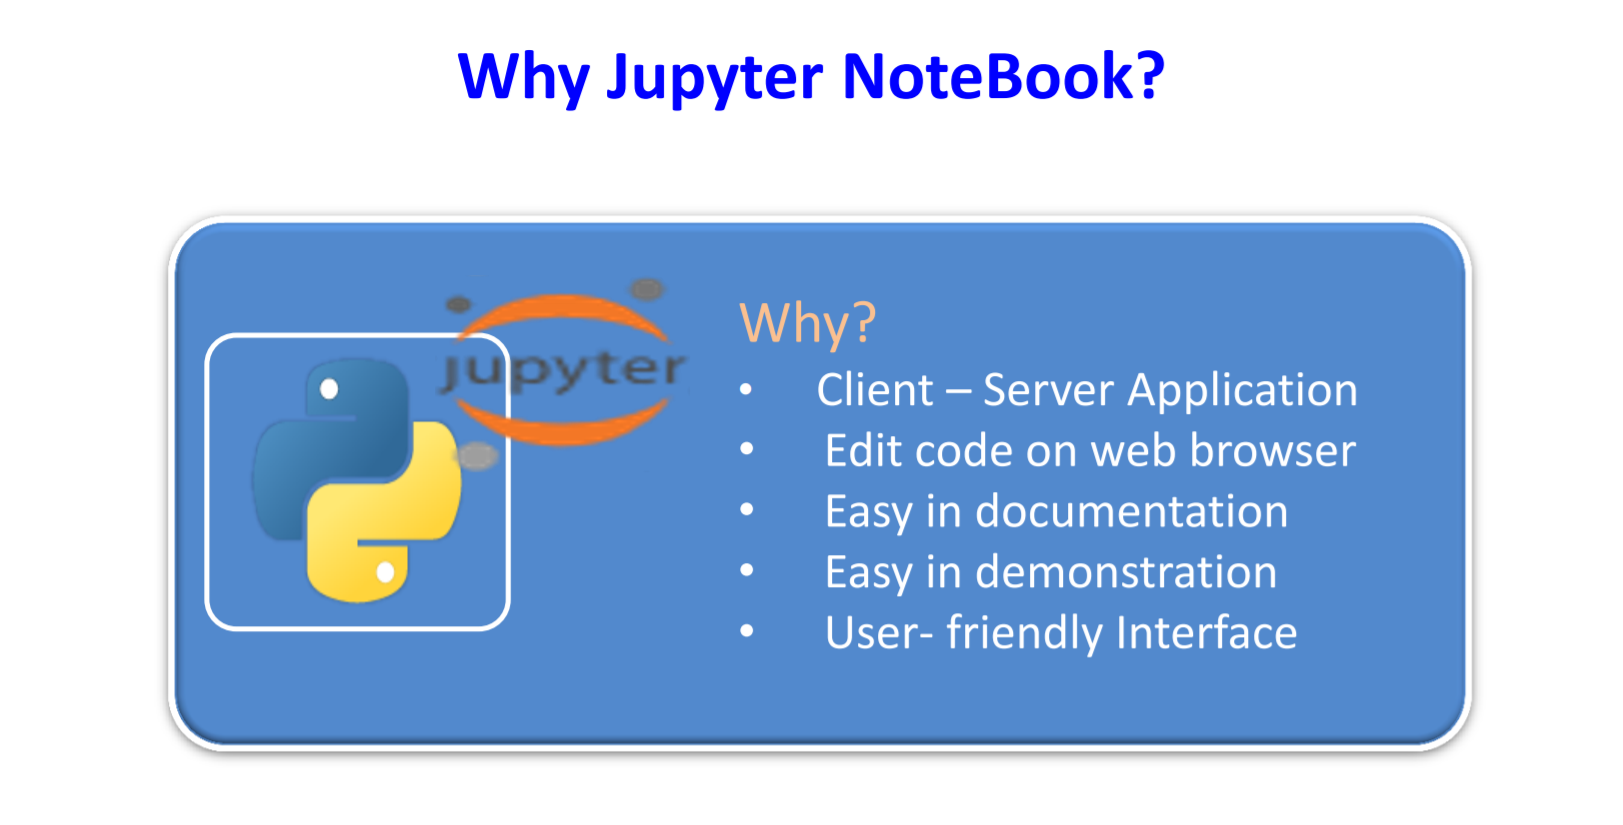 Why Jupyter NoteBook?
jupyter
Why?
• Client – Server Application
• Edit code on web browser
• Easy in documentation
• Easy in demonstration
• User- friendly Interface